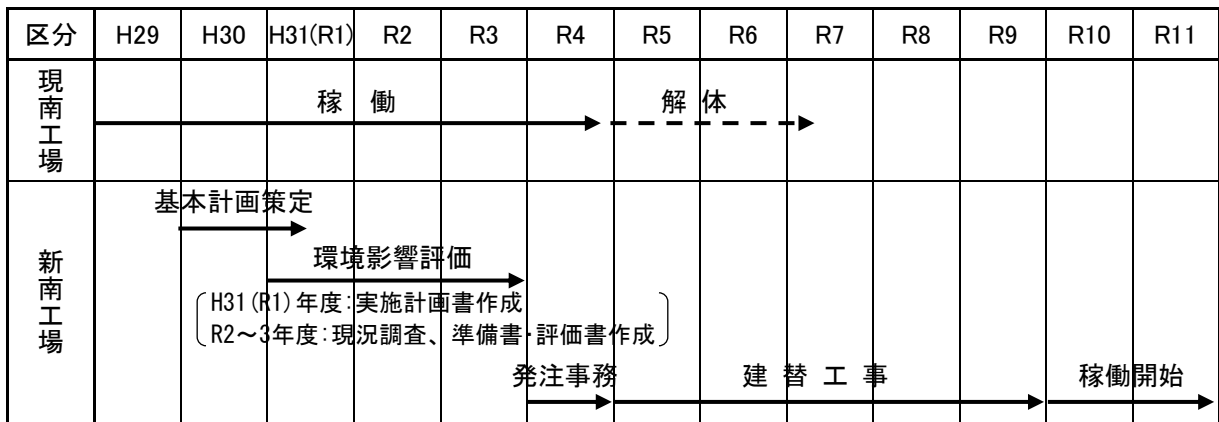 区分 H29 H30 H31(R1) R2 R3 R4 R5 R6 R7 R8 R9 R10 R11
現南工場
稼働 解体
新南工場
基本計画策定
環境影響評価
H31(R1)年度:実施計画書作成
R2～3年度:現況調査、準備書・評価書作成
発注事務 建替工事 稼働開始